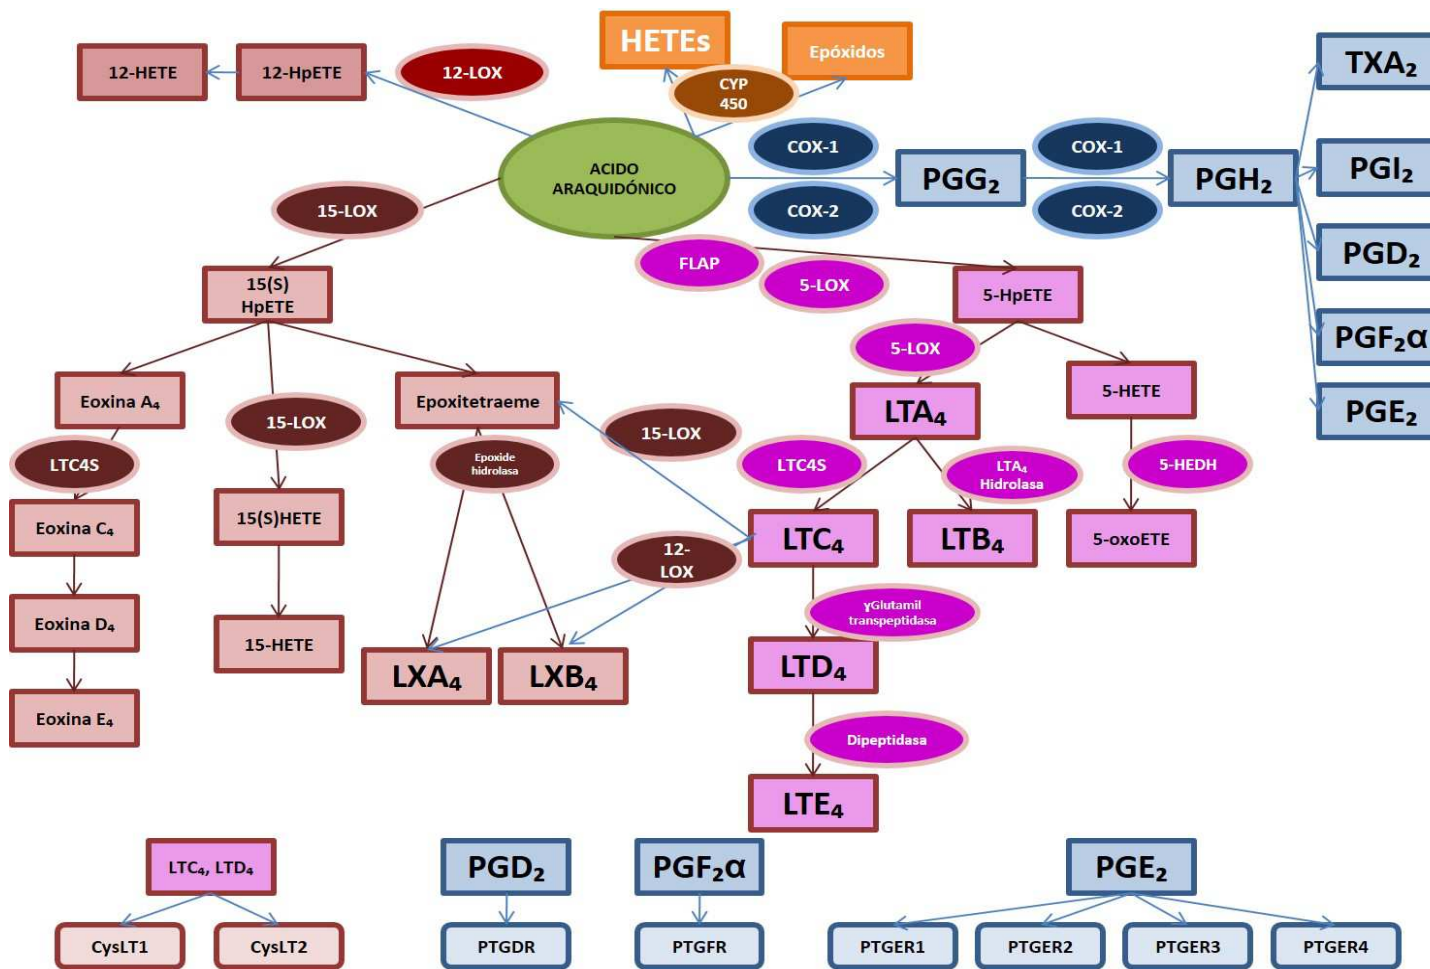 HETEs
Epóxidos
12-HETE
12-HpETE
12-LOX
CYP
450
TXA₂
ACIDO
ARAQUIDÓNICO
COX-1
COX-2
PGG₂
COX-1
COX-2
PGH₂
PGI₂
15-LOX
PGD₂
FLAP
5-LOX
15(S)
HpETE
5-HpETE
PGF₂α
5-LOX
Eoxina A₄
Epoxitetraeme
LTA₄
5-HETE
PGE₂
15-LOX
15-LOX
LTC4S
Epoxide
hidrolasa
LTC4S
LTA₄
Hidrolasa
5-HEDH
Eoxina C₄
15(S)HETE
12-
LOX
LTC₄
LTB₄
5-oxoETE
Eoxina D₄
15-HETE
ɣGlutamil
transpeptidasa
LXA₄
LXB₄
LTD₄
Eoxina E₄
Dipeptidasa
LTE₄
LTC₄, LTD₄
PGD₂
PGF₂α
PGE₂
CysLT1
CysLT2
PTGDR
PTGFR
PTGER1
PTGER2
PTGER3
PTGER4